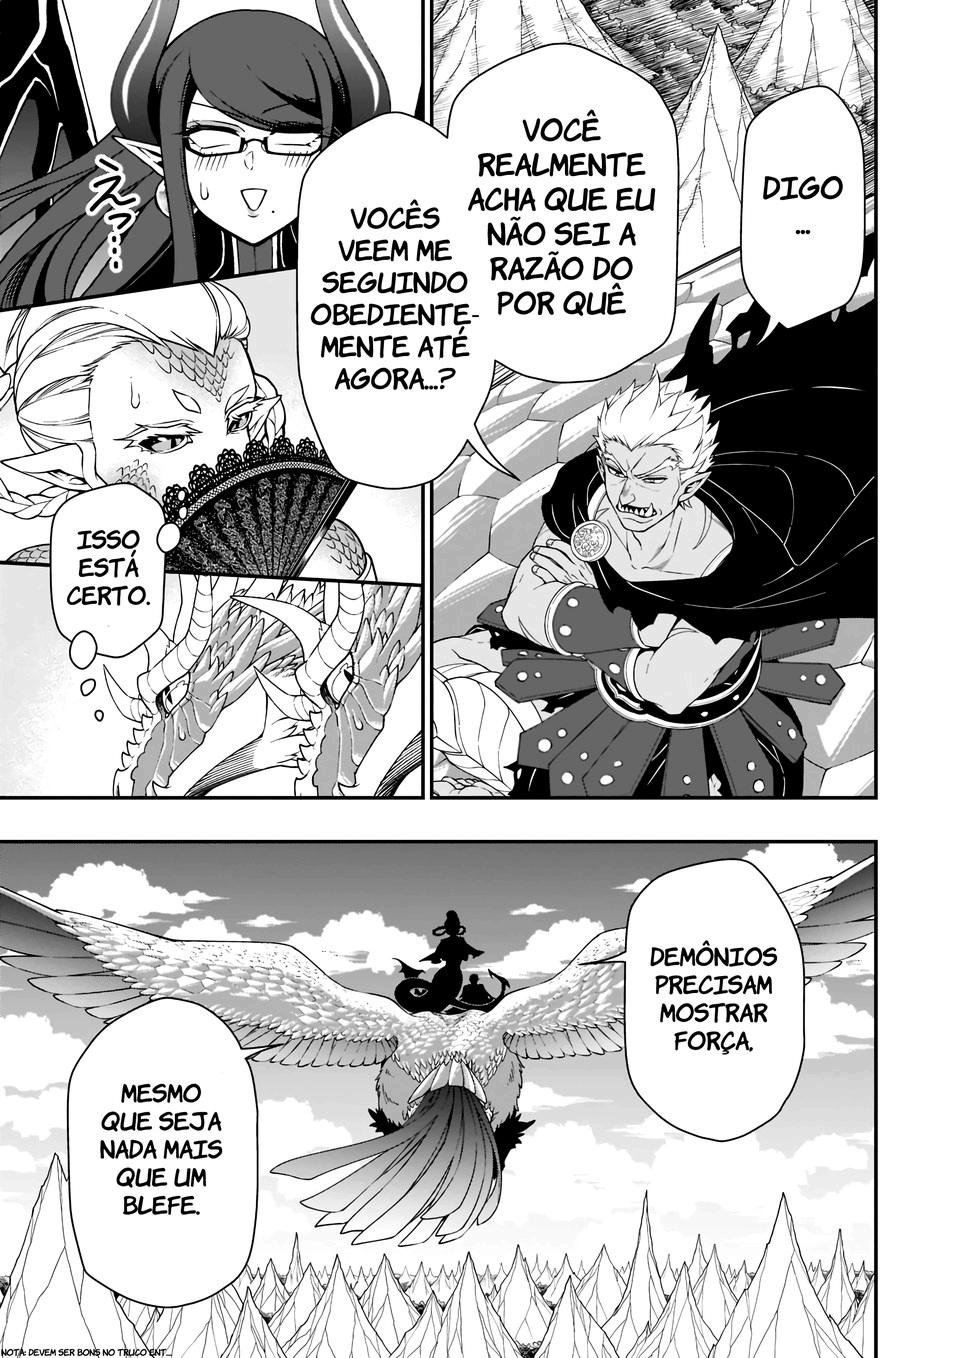 DIGO
...
VOCÊ
REALMENTE
ACHA QUE EU
NÃO SEI A
RAZÃO DO
POR QUÊ
VOCÊS
VEEM ME
SEGUINDO
OBEDIENTE-
MENTE ATÉ
AGORA...?
えっ…
ISSO
ESTÁ
CERTO.
DEMÔNIOS
PRECISAM
MOSTRAR
FORÇA.
MESMO
QUE SEJA
NADA MAIS
QUE UM
BLEFE.
NOTA: DEVEM SER BONS NO TRUCO ENT...